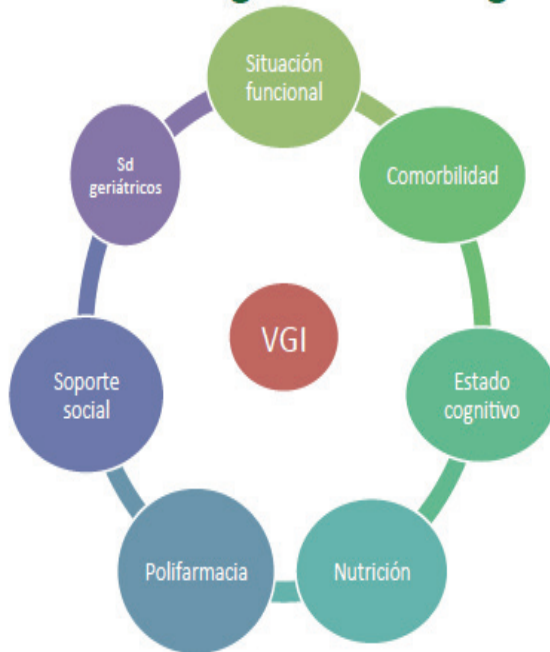 Situación
funcional
Comorbilidad
Estado
cognitivo
Nutrición
Polifarmacia
Soporte
social
Sd
geriátricos
VGI